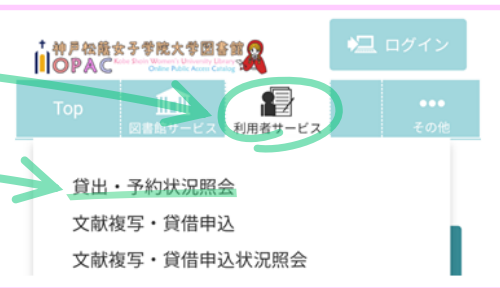 神戸松蔭女子学院大学図書館
OPAC
Kobe Shoin Women's University Library
Online Public Access Catalog
ログイン
Top
図書館サービス
利用者サービス
その他
貸出・予約状況照会
文献複写・貸借申込
文献複写・貸借申込状況照会